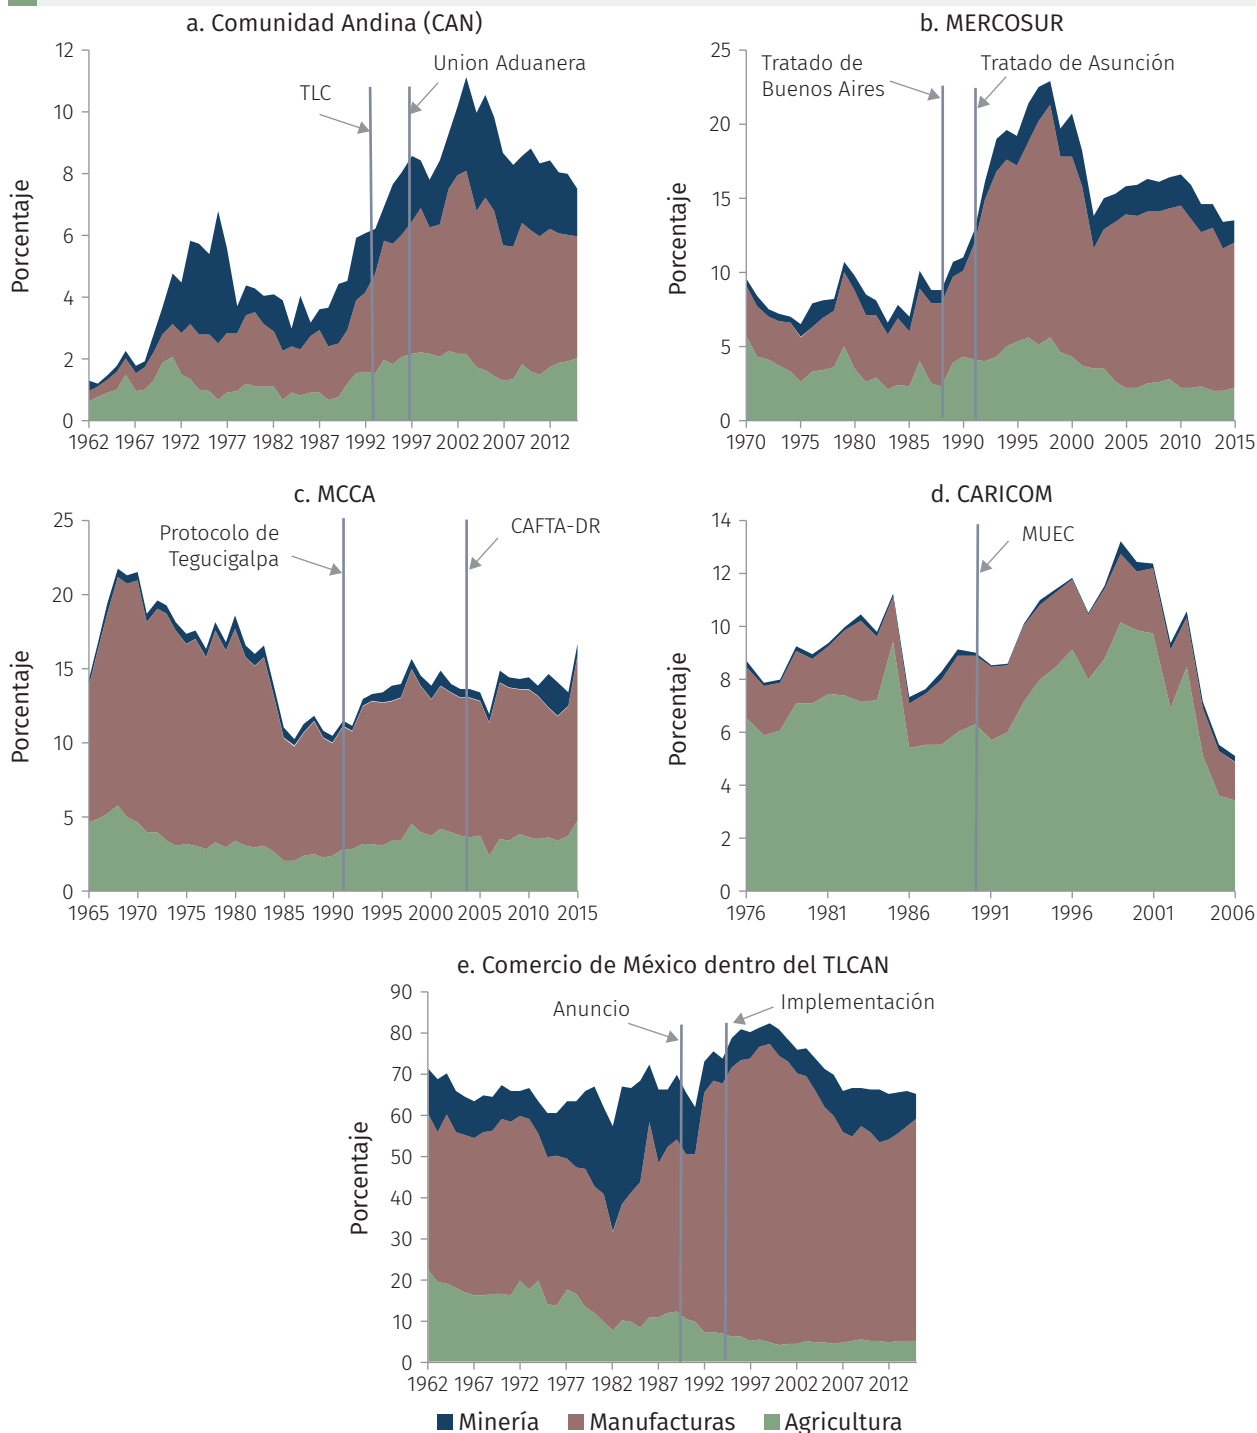 a. Comunidad Andina (CAN)
12
10
8
6
4
2
0
Porcentaje
TLC
Union Aduanera
1962 1967 1972 1977 1982 1987 1992 1997 2002 2007 2012
b. MERCOSUR
25
20
15
10
5
0
Porcentaje
Tratado de
Buenos Aires
Tratado de Asunción
1970 1975 1980 1985 1990 1995 2000 2005 2010 2015
c. MCCA
25
20
15
10
5
0
Porcentaje
Protocolo de
Tegucigalpa
CAFTA-DR
1965 1970 1975 1980 1985 1990 1995 2000 2005 2010 2015
d. CARICOM
14
12
10
8
6
4
2
0
Porcentaje
MUEC
1976 1981 1986 1991 1996 2001 2006
e. Comercio de México dentro del TLCAN
90
80
70
60
50
40
30
20
10
0
Porcentaje
Anuncio
Implementación
1962 1967 1972 1977 1982 1987 1992 1997 2002 2007 2012
Minería Manufacturas Agricultura